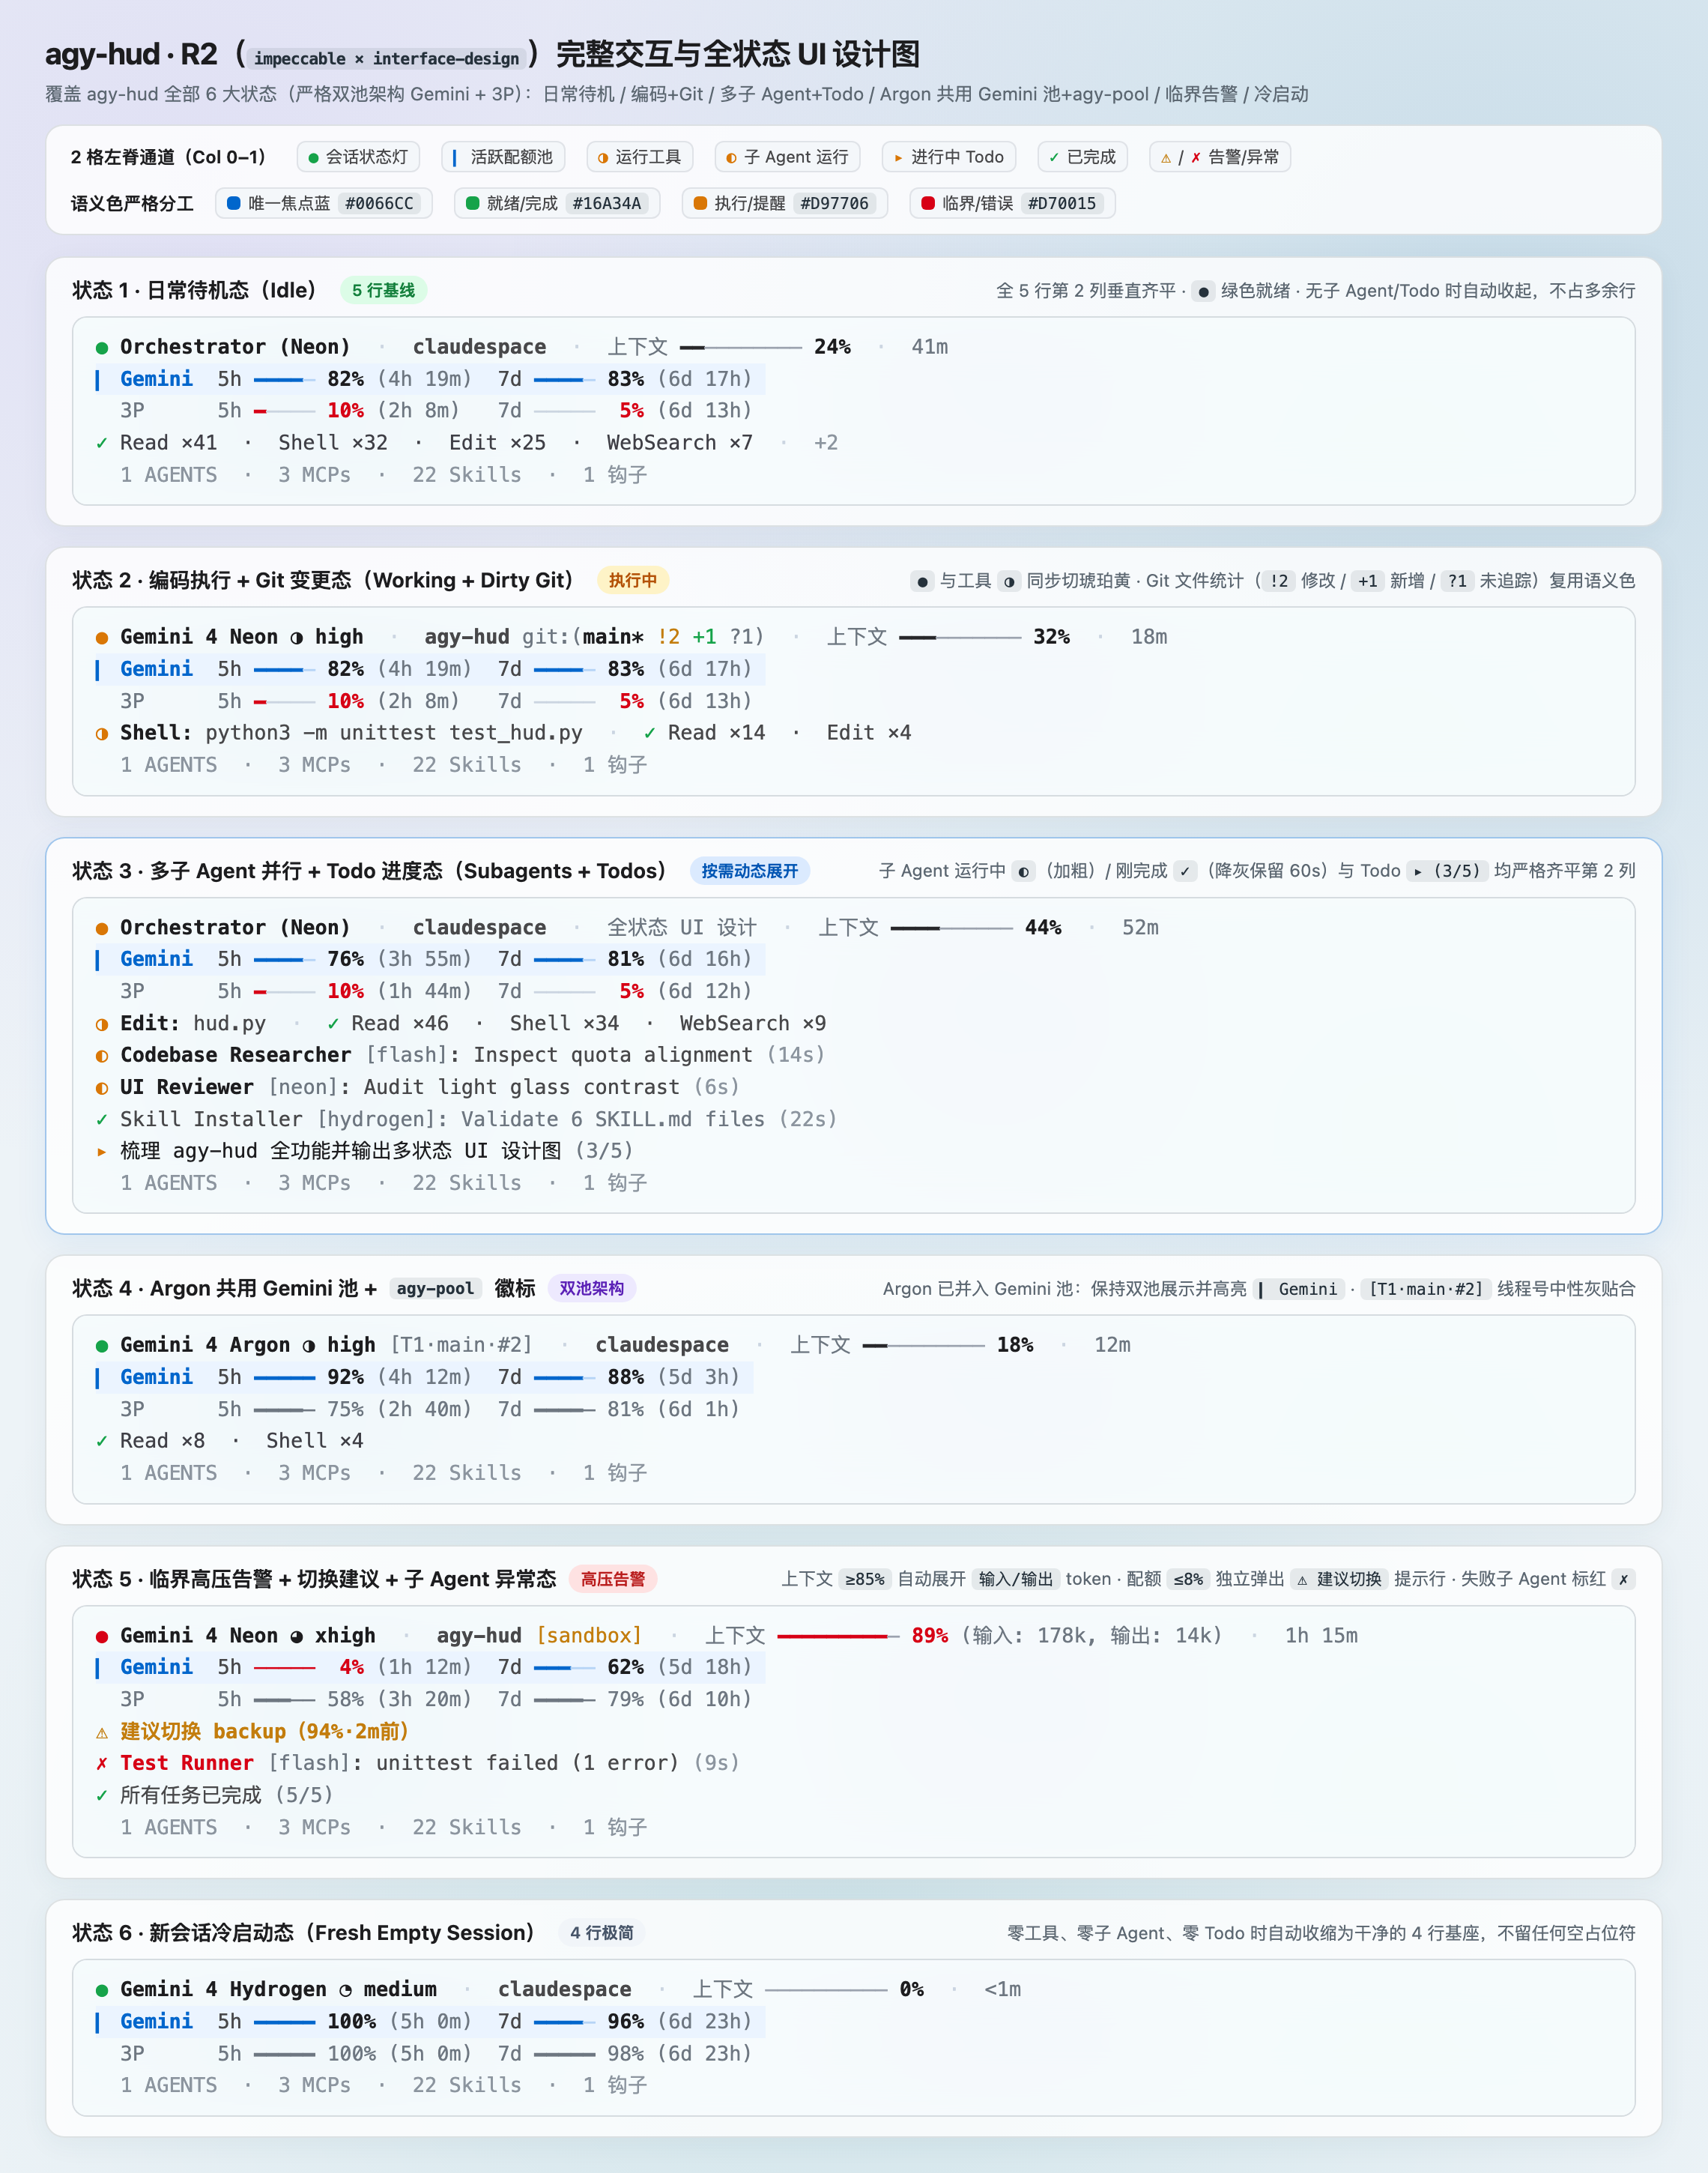 agy-hud · R2（impeccable × interface-design）完整交互与全状态 UI 设计图
覆盖 agy-hud 全部 6 大状态（严格双池架构 Gemini + 3P）：日常待机 / 编码+Git / 多子 Agent+Todo / Argon 共用 Gemini 池+agy-pool / 临界告警 / 冷启动
2 格左脊通道（Col 0–1） ● 会话状态灯 ▎ 活跃配额池 ◑ 运行工具 ◐ 子 Agent 运行 ▸ 进行中 Todo ✓ 已完成 ⚠ / ✗ 告警/异常
语义色严格分工 唯一焦点蓝 #0066CC 就绪/完成 #16A34A 执行/提醒 #D97706 临界/错误 #D70015
状态 1 · 日常待机态（Idle） 5 行基线 全 5 行第 2 列垂直齐平 · ● 绿色就绪 · 无子 Agent/Todo 时自动收起，不占多余行
● Orchestrator (Neon) · claudespace · 上下文 24% · 41m
▎ Gemini 5h 82% (4h 19m) 7d 83% (6d 17h)
3P 5h 10% (2h 8m) 7d 5% (6d 13h)
✓ Read ×41 · Shell ×32 · Edit ×25 · WebSearch ×7 · +2
1 AGENTS · 3 MCPs · 22 Skills · 1 钩子
状态 2 · 编码执行 + Git 变更态（Working + Dirty Git） 执行中 ● 与工具 ◑ 同步切琥珀黄 · Git 文件统计（!2 修改 / +1 新增 / ?1 未追踪）复用语义色
● Gemini 4 Neon ◑ high · agy-hud git:(main* !2 +1 ?1) · 上下文 32% · 18m
▎ Gemini 5h 82% (4h 19m) 7d 83% (6d 17h)
3P 5h 10% (2h 8m) 7d 5% (6d 13h)
◑ Shell: python3 -m unittest test_hud.py · ✓ Read ×14 · Edit ×4
1 AGENTS · 3 MCPs · 22 Skills · 1 钩子
状态 3 · 多子 Agent 并行 + Todo 进度态（Subagents + Todos） 按需动态展开 子 Agent 运行中 ◐（加粗）/ 刚完成 ✓（降灰保留 60s）与 Todo ▸ (3/5) 均严格齐平第 2 列
● Orchestrator (Neon) · claudespace · 全状态 UI 设计 · 上下文 44% · 52m
▎ Gemini 5h 76% (3h 55m) 7d 81% (6d 16h)
3P 5h 10% (1h 44m) 7d 5% (6d 12h)
◑ Edit: hud.py · ✓ Read ×46 · Shell ×34 · WebSearch ×9
◐ Codebase Researcher [flash]: Inspect quota alignment (14s)
◐ UI Reviewer [neon]: Audit light glass contrast (6s)
✓ Skill Installer [hydrogen]: Validate 6 SKILL.md files (22s)
▸ 梳理 agy-hud 全功能并输出多状态 UI 设计图 (3/5)
1 AGENTS · 3 MCPs · 22 Skills · 1 钩子
状态 4 · Argon 共用 Gemini 池 + agy-pool 徽标 双池架构 Argon 已并入 Gemini 池：保持双池展示并高亮 ▎ Gemini · [T1·main·#2] 线程号中性灰贴合
● Gemini 4 Argon ◑ high [T1·main·#2] · claudespace · 上下文 18% · 12m
▎ Gemini 5h 92% (4h 12m) 7d 88% (5d 3h)
3P 5h 75% (2h 40m) 7d 81% (6d 1h)
✓ Read ×8 · Shell ×4
1 AGENTS · 3 MCPs · 22 Skills · 1 钩子
状态 5 · 临界高压告警 + 切换建议 + 子 Agent 异常态 高压告警 上下文 ≥85% 自动展开 输入/输出 token · 配额 ≤8% 独立弹出 ⚠ 建议切换 提示行 · 失败子 Agent 标红 ✗
● Gemini 4 Neon ◕ xhigh · agy-hud [sandbox] · 上下文 89% (输入: 178k, 输出: 14k) · 1h 15m
▎ Gemini 5h 4% (1h 12m) 7d 62% (5d 18h)
3P 5h 58% (3h 20m) 7d 79% (6d 10h)
⚠ 建议切换 backup（94%·2m前）
✗ Test Runner [flash]: unittest failed (1 error) (9s)
✓ 所有任务已完成 (5/5)
1 AGENTS · 3 MCPs · 22 Skills · 1 钩子
状态 6 · 新会话冷启动态（Fresh Empty Session） 4 行极简 零工具、零子 Agent、零 Todo 时自动收缩为干净的 4 行基座，不留任何空占位符
● Gemini 4 Hydrogen ◔ medium · claudespace · 上下文 0% · <1m
▎ Gemini 5h 100% (5h 0m) 7d 96% (6d 23h)
3P 5h 100% (5h 0m) 7d 98% (6d 23h)
1 AGENTS · 3 MCPs · 22 Skills · 1 钩子